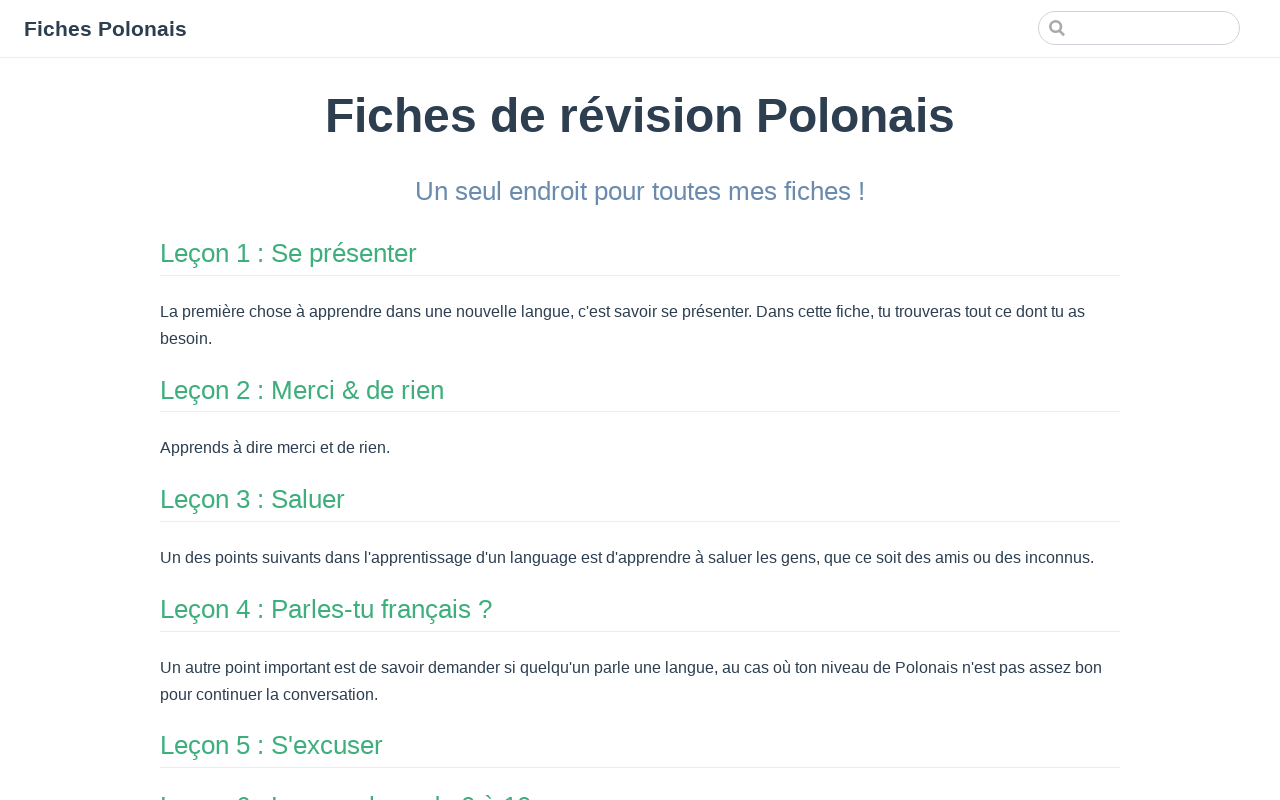 Fiches Polonais
Fiches de révision Polonais
Un seul endroit pour toutes mes fiches !
Leçon 1 : Se présenter
La première chose à apprendre dans une nouvelle langue, c'est savoir se présenter. Dans cette fiche, tu trouveras tout ce dont tu as
besoin.
Leçon 2 : Merci & de rien
Apprends à dire merci et de rien.
Leçon 3 : Saluer
Un des points suivants dans l'apprentissage d'un language est d'apprendre à saluer les gens, que ce soit des amis ou des inconnus.
Leçon 4 : Parles-tu français ?
Un autre point important est de savoir demander si quelqu'un parle une langue, au cas où ton niveau de Polonais n'est pas assez bon
pour continuer la conversation.
Leçon 5 : S'excuser